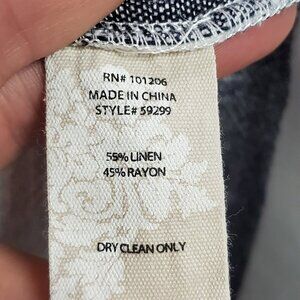 RN# 101206
MADE IN CHINA
STYLE# 59299
55% LINEN
45% RAYON
DRY CLEAN ONLY